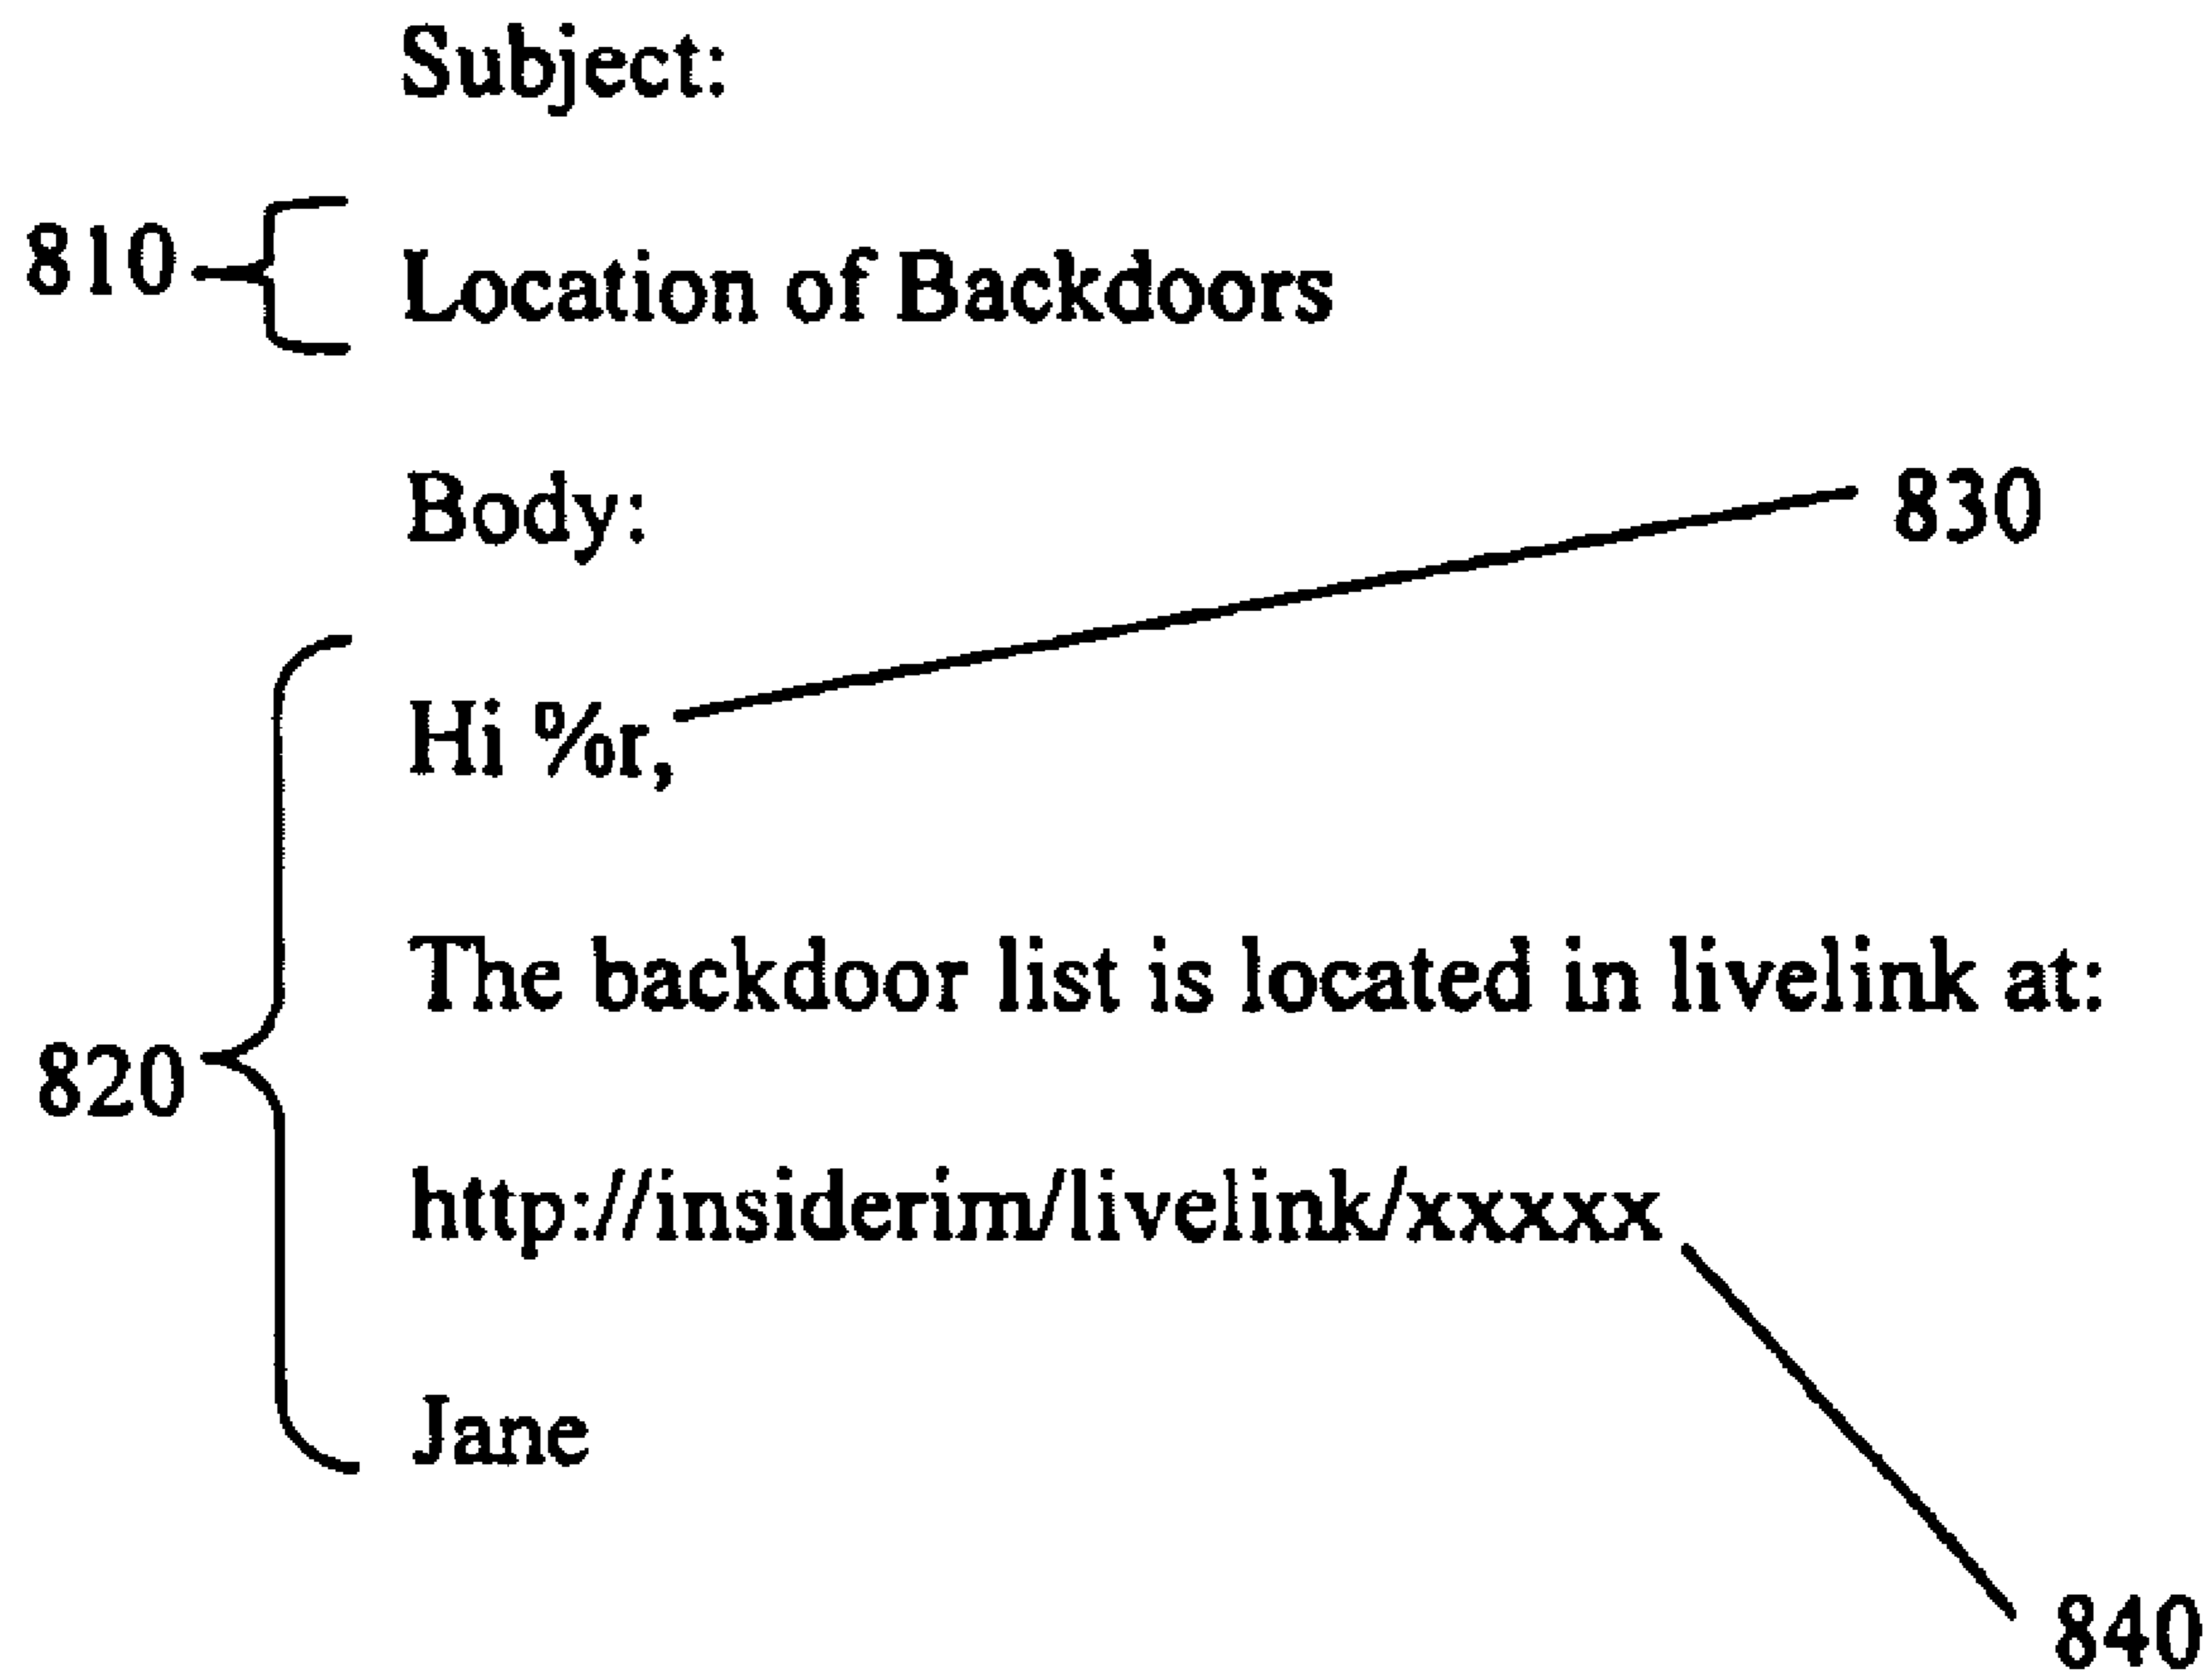 Subject:
810
Location of Backdoors
Body:
830
Hi %r,
The backdoor list is located in livelink at:
820
http://insiderim/livelink/xxxxx
Jane
840